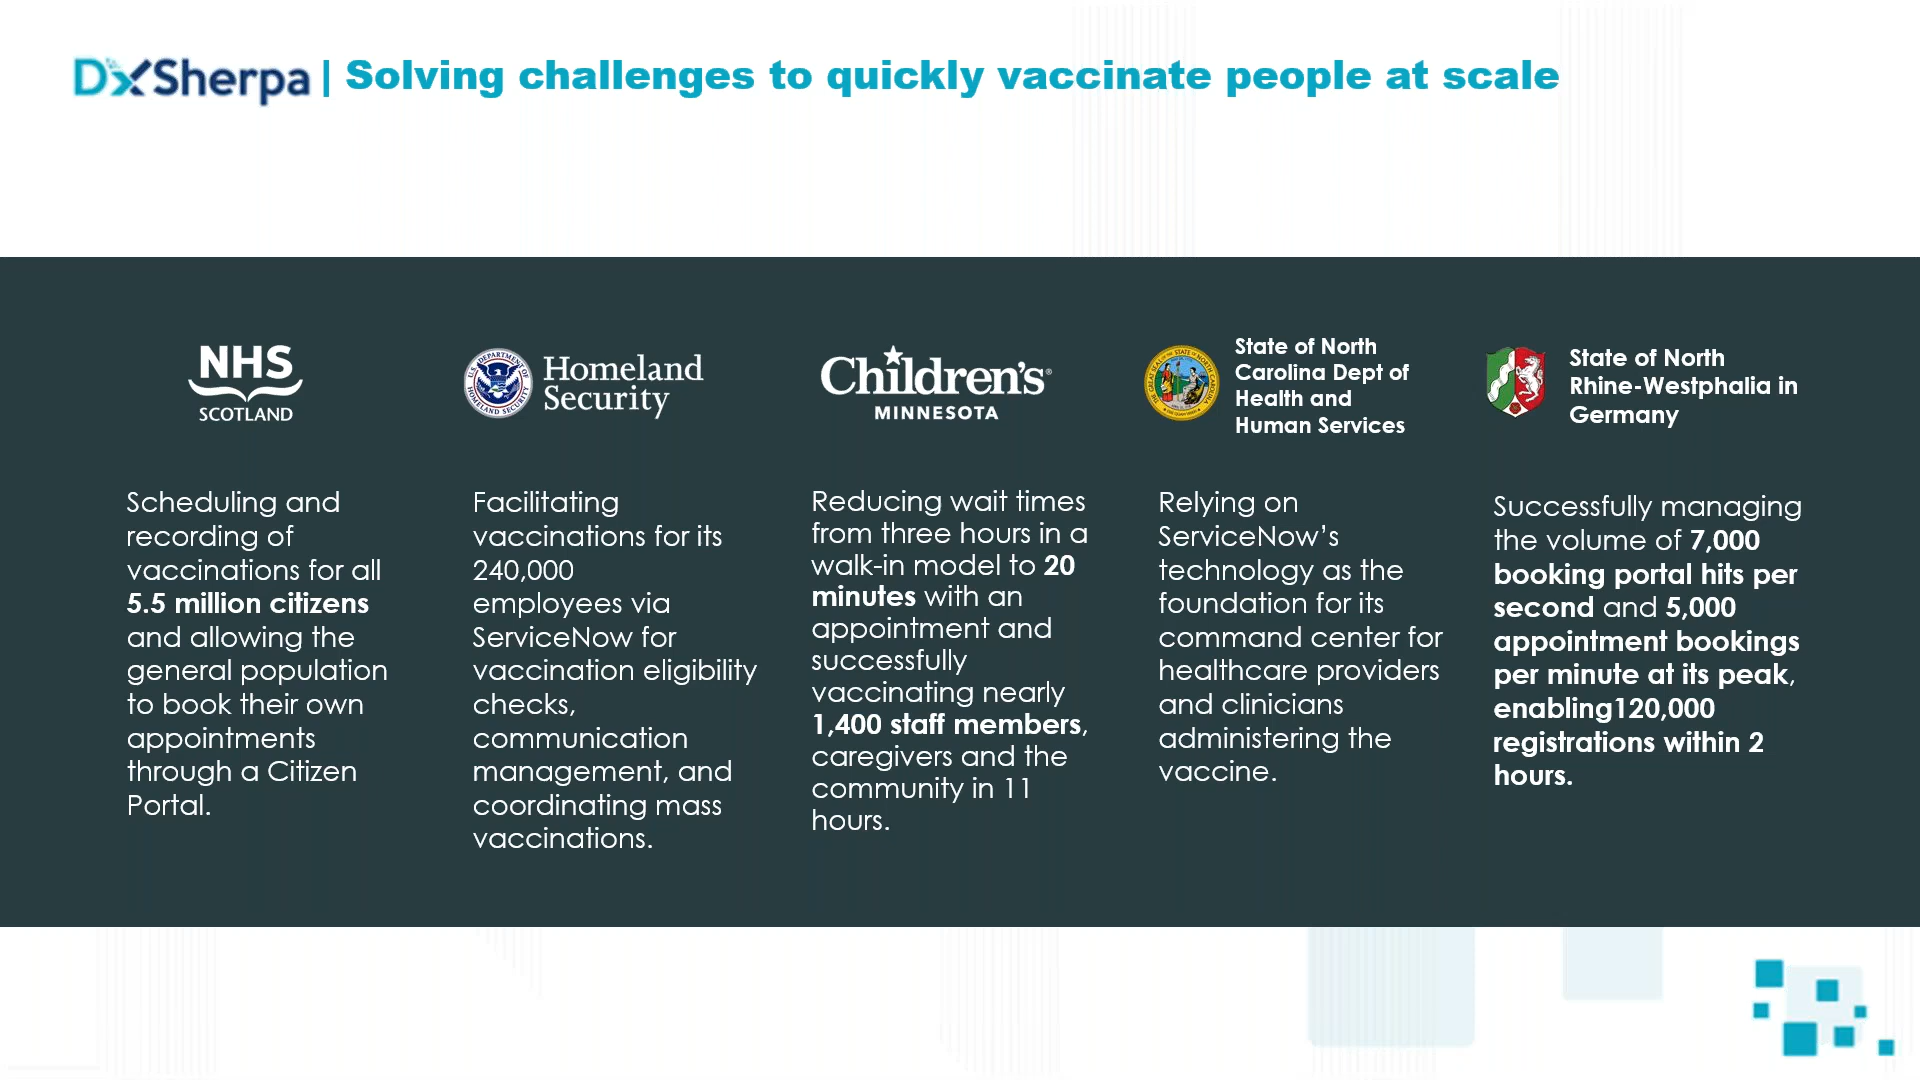 DxSherpa | Solving challenges to quickly vaccinate people at scale
NHS
SCOTLAND
Scheduling and
recording of
vaccinations for all
5.5 million citizens
and allowing the
general population
to book their own
appointments
through a Citizen
Portal.
Homeland
Security
Facilitating
vaccinations for its
240,000
employees via
ServiceNow for
vaccination eligibility
checks,
communication
management, and
coordinating mass
vaccinations.
Children's®
MINNESOTA
Reducing wait times
from three hours in a
walk-in model to 20
minutes with an
appointment and
successfully
vaccinating nearly
1,400 staff members,
caregivers and the
community in 11
hours.
State of North
Carolina Dept of
Health and
Human Services
Relying on
ServiceNow’s
technology as the
foundation for its
command center for
healthcare providers
and clinicians
administering the
vaccine.
State of North
Rhine-Westphalia in
Germany
Successfully managing
the volume of 7,000
booking portal hits per
second and 5,000
appointment bookings
per minute at its peak,
enabling120,000
registrations within 2
hours.